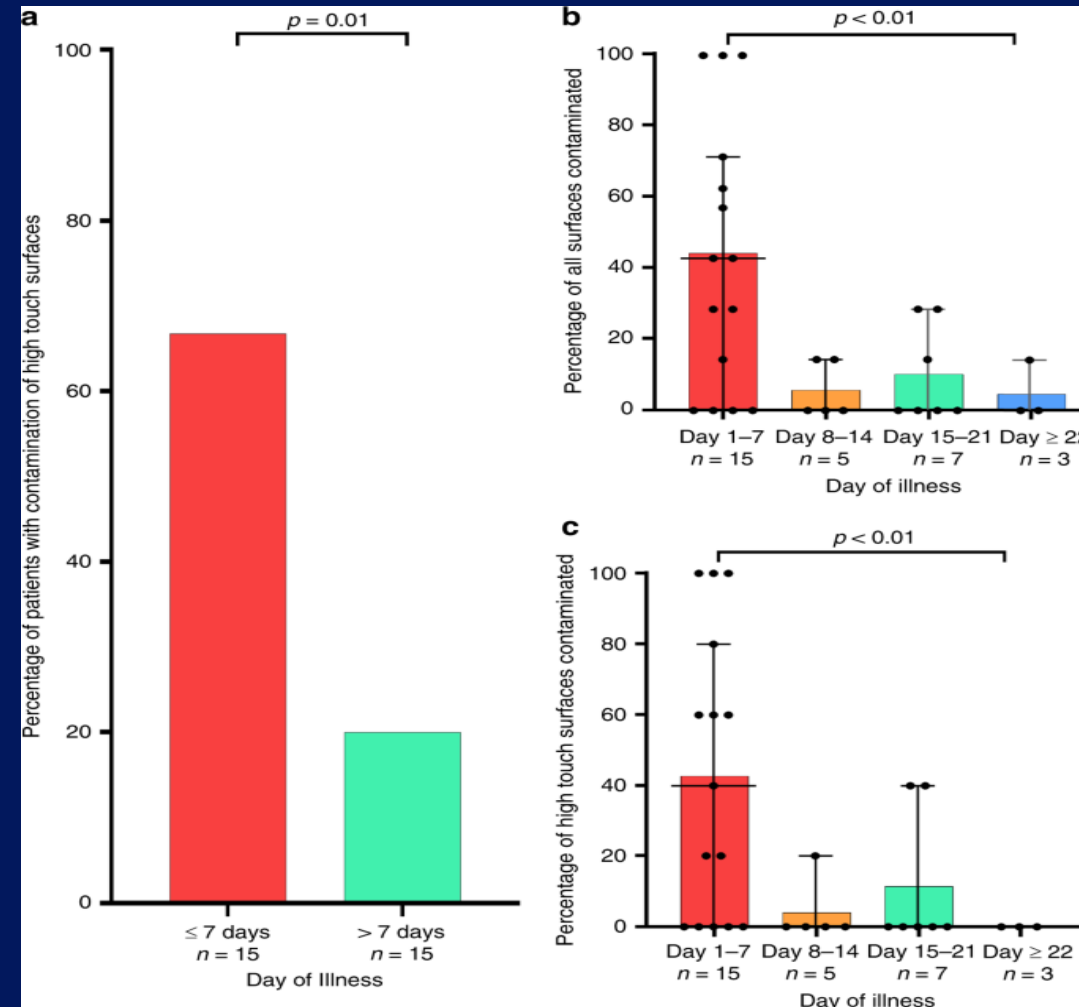 a
p = 0.01
Percentage of patients with contamination of high touch surfaces
100
80
60
40
20
0
≤ 7 days
n = 15
> 7 days
n = 15
Day of Illness
b
p < 0.01
Percentage of all surfaces contaminated
100
80
60
40
20
0
Day 1–7 Day 8–14 Day 15–21 Day ≥ 22
n = 15 n = 5 n = 7 n = 3
Day of illness
c
p < 0.01
Percentage of high touch surfaces contaminated
100
80
60
40
20
0
Day 1–7 Day 8–14 Day 15–21 Day ≥ 22
n = 15 n = 5 n = 7 n = 3
Day of illness